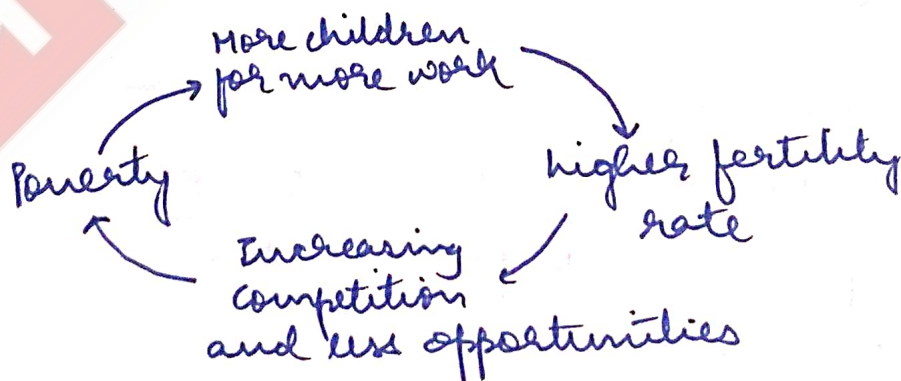 More children
for more work
Poverty
higher fertility
rate
Increasing
competition
and less opportunities